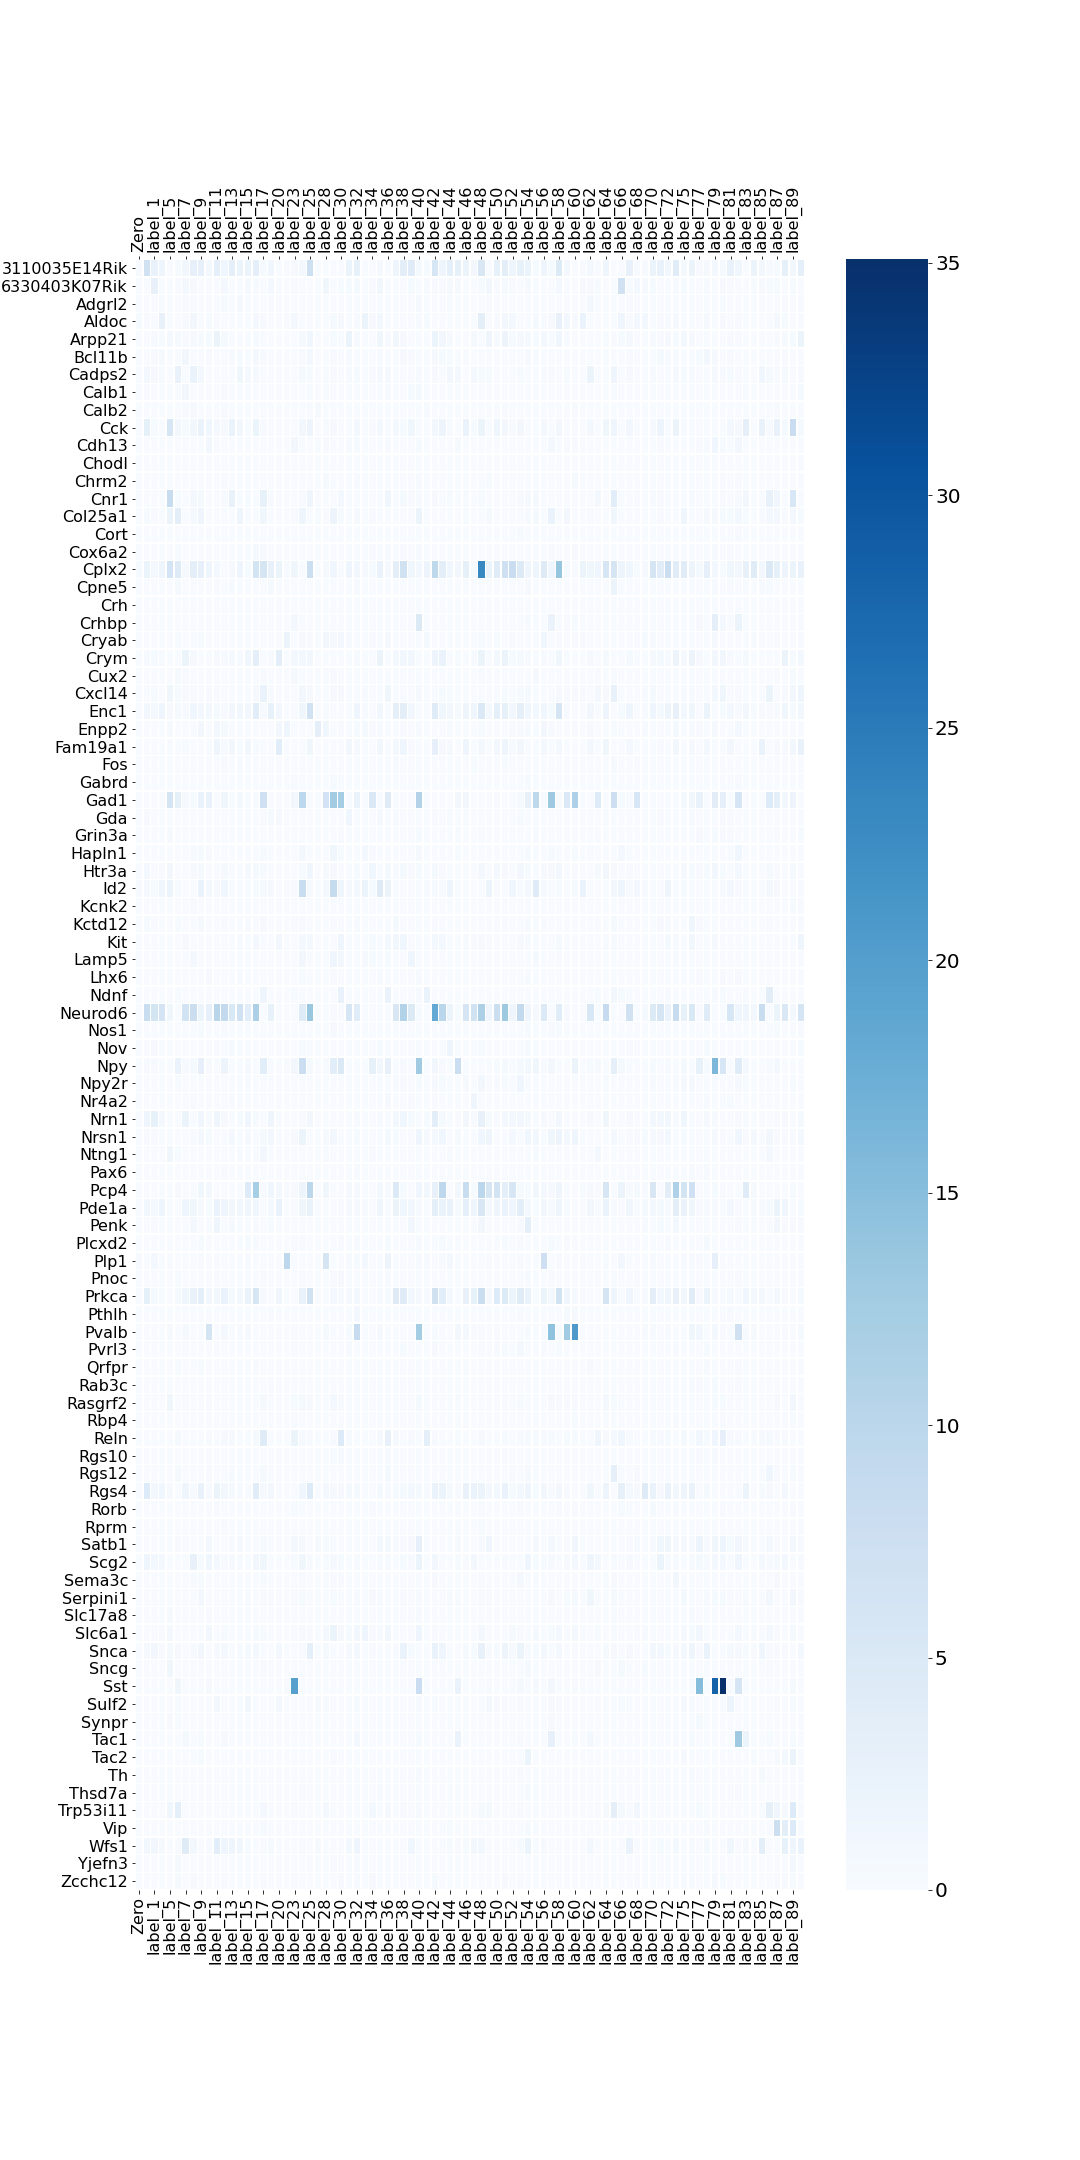 Zero
label_1
label_5
label_7
label_9
label_11
label_13
label_15
label_17
label_20
label_23
label_25
label_28
label_30
label_32
label_34
label_36
label_38
label_40
label_42
label_44
label_46
label_48
label_50
label_52
label_54
label_56
label_58
label_60
label_62
label_64
label_66
label_68
label_70
label_72
label_75
label_77
label_79
label_81
label_83
label_85
label_87
label_89
3110035E14Rik
6330403K07Rik
Adgrl2
Aldoc
Arpp21
Bcl11b
Cadps2
Calb1
Calb2
Cck
Cdh13
Chodl
Chrm2
Cnr1
Col25a1
Cort
Cox6a2
Cplx2
Cpne5
Crh
Crhbp
Cryab
Crym
Cux2
Cxcl14
Enc1
Enpp2
Fam19a1
Fos
Gabrd
Gad1
Gda
Grin3a
Hapln1
Htr3a
Id2
Kcnk2
Kctd12
Kit
Lamp5
Lhx6
Ndnf
Neurod6
Nos1
Nov
Npy
Npy2r
Nr4a2
Nrn1
Nrsn1
Ntng1
Pax6
Pcp4
Pde1a
Penk
Plcxd2
Plp1
Pnoc
Prkca
Pthlh
Pvalb
Pvrl3
Qrfpr
Rab3c
Rasgrf2
Rbp4
Reln
Rgs10
Rgs12
Rgs4
Rorb
Rprm
Satb1
Scg2
Sema3c
Serpini1
Slc17a8
Slc6a1
Snca
Sncg
Sst
Sulf2
Synpr
Tac1
Tac2
Th
Thsd7a
Trp53i11
Vip
Wfs1
Yjefn3
Zcchc12
Zero
label_1
label_5
label_7
label_9
label_11
label_13
label_15
label_17
label_20
label_23
label_25
label_28
label_30
label_32
label_34
label_36
label_38
label_40
label_42
label_44
label_46
label_48
label_50
label_52
label_54
label_56
label_58
label_60
label_62
label_64
label_66
label_68
label_70
label_72
label_75
label_77
label_79
label_81
label_83
label_85
label_87
label_89
35
30
25
20
15
10
5
0